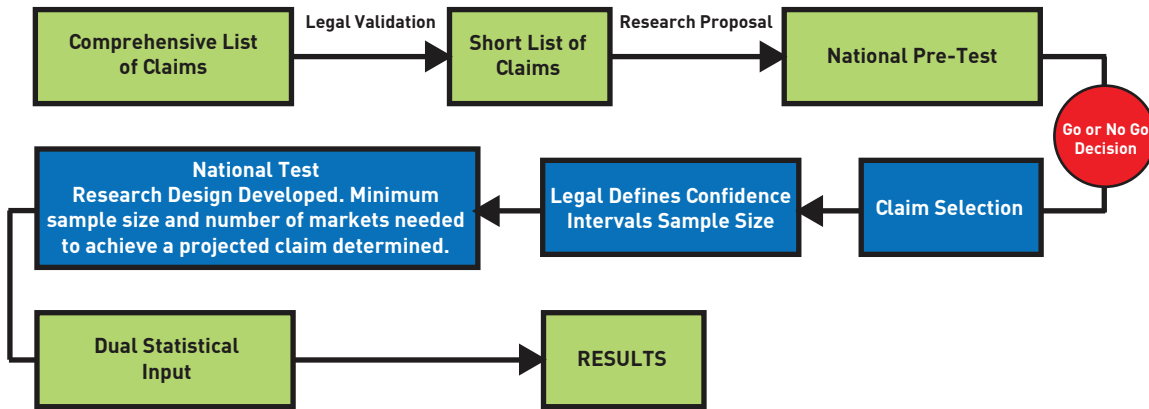 Legal Validation
Research Proposal
Comprehensive List
of Claims
Short List of
Claims
National Pre-Test
Go or No Go
Decision
National Test
Research Design Developed. Minimum
sample size and number of markets needed
to achieve a projected claim determined.
Legal Defines Confidence
Intervals Sample Size
Claim Selection
Dual Statistical
Input
RESULTS